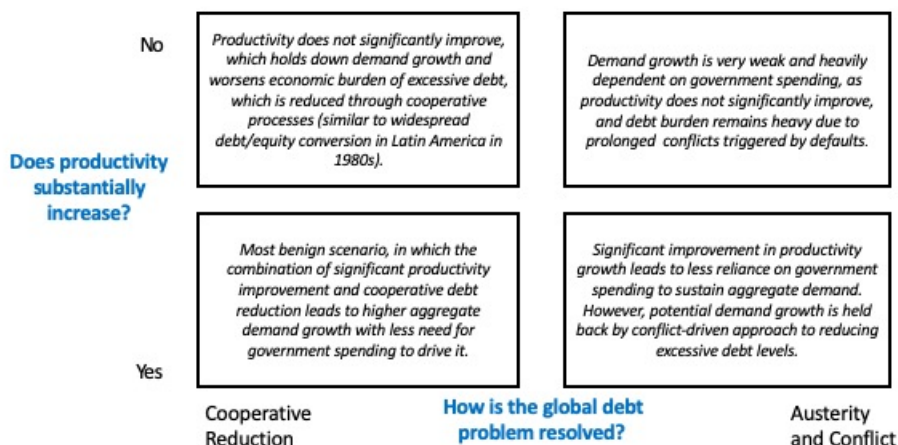 No
Productivity does not significantly improve,
which holds down demand growth and
worsens economic burden of excessive debt,
which is reduced through cooperative
processes (similar to widespread
debt/equity conversion in Latin America in
1980s).
Demand growth is very weak and heavily
dependent on government spending, as
productivity does not significantly improve,
and debt burden remains heavy due to
prolonged conflicts triggered by defaults.
Does productivity
substantially
increase?
Most benign scenario, in which the
combination of significant productivity
improvement and cooperative debt
reduction leads to higher aggregate
demand growth with less need for
government spending to drive it.
Significant improvement in productivity
growth leads to less reliance on government
spending to sustain aggregate demand.
However, potential demand growth is held
back by conflict-driven approach to reducing
excessive debt levels.
Yes
Cooperative
Reduction
How is the global debt
problem resolved?
Austerity
and Conflict